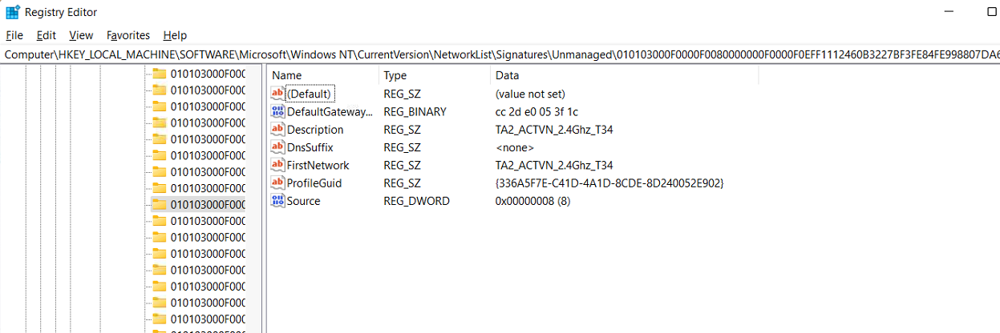 Registry Editor
File Edit View Favorites Help
Computer\HKEY_LOCAL_MACHINE\SOFTWARE\Microsoft\Windows NT\CurrentVersion\NetworkList\Signatures\Unmanaged\010103000F0000F0080000000F0000F0EFF1112460B3227BF3FE84FE998807DA6
010103000F000 Name Type Data
010103000F000 (Default) REG_SZ (value not set)
010103000F000 DefaultGateway... REG_BINARY cc 2d e0 05 3f 1c
010103000F000 Description REG_SZ TA2_ACTVN_2.4Ghz_T34
010103000F000 DnsSuffix REG_SZ <none>
010103000F000 FirstNetwork REG_SZ TA2_ACTVN_2.4Ghz_T34
010103000F000 ProfileGuid REG_SZ {336A5F7E-C41D-4A1D-8CDE-8D240052E902}
010103000F000 Source REG_DWORD 0x00000008 (8)
010103000F000
010103000F000
010103000F000
010103000F000
010103000F000
010103000F000
010103000F000
010103000F000